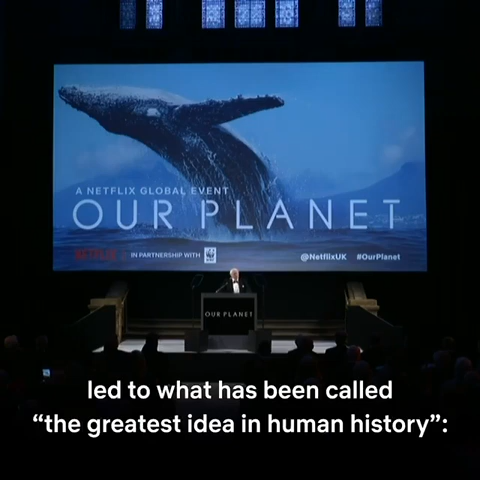 A NETFLIX GLOBAL EVENT
OUR PLANET
NETFLIX IN PARTNERSHIP WITH WWF @NetflixUK #OurPlanet
OUR PLANET
led to what has been called
“the greatest idea in human history”: